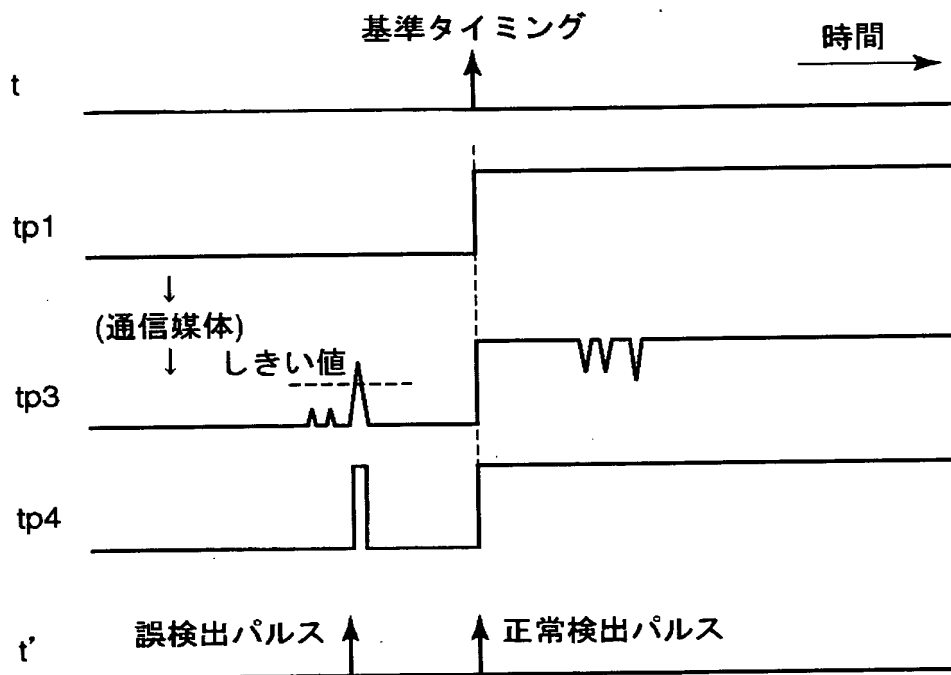 基準タイミング
時間
t
tp1
↓
(通信媒体)
↓
しきい値
tp3
tp4
誤検出パルス
正常検出パルス
t'